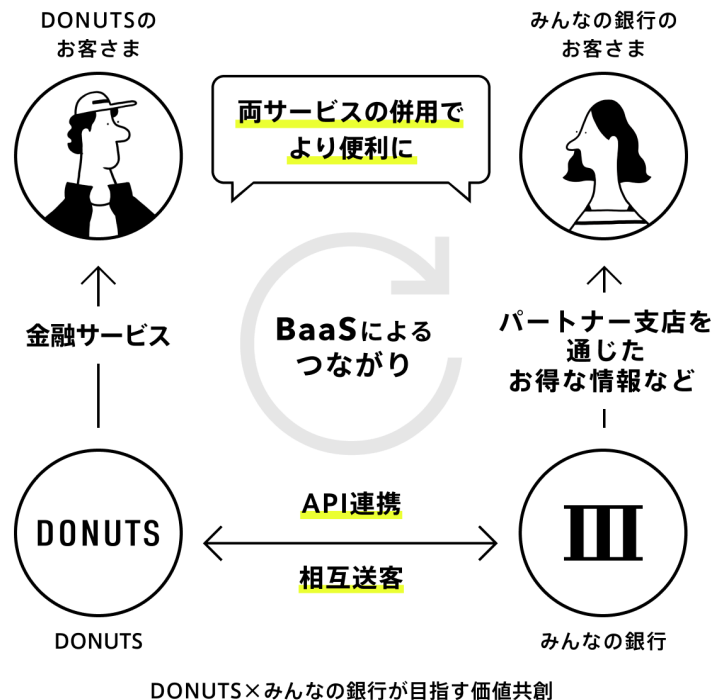 DONUTSの
お客さま
みんなの銀行の
お客さま
両サービスの併用で
より便利に
金融サービス
BaaSによる
つながり
パートナー支店を
通じた
お得な情報など
DONUTS
API連携
相互送客
DONUTS
みんなの銀行
DONUTS×みんなの銀行が目指す価値共創